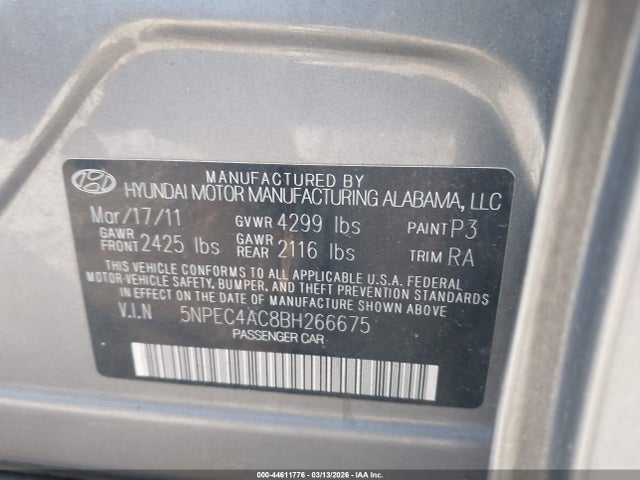 MANUFACTURED BY
HYUNDAI MOTOR MANUFACTURING ALABAMA, LLC
Mar/17/11 GVWR 4299 lbs PAINT P3
GAWR FRONT 2425 lbs GAWR REAR 2116 lbs TRIM RA
THIS VEHICLE CONFORMS TO ALL APPLICABLE U.S.A. FEDERAL
MOTOR-VEHICLE SAFETY, BUMPER, AND THEFT PREVENTION STANDARDS
IN EFFECT ON THE DATE OF MANUFACTURE SHOWN ABOVE
V.I.N 5NPEC4AC8BH266675
PASSENGER CAR
000-44611776 | 03/13/2026 - IAA Inc.